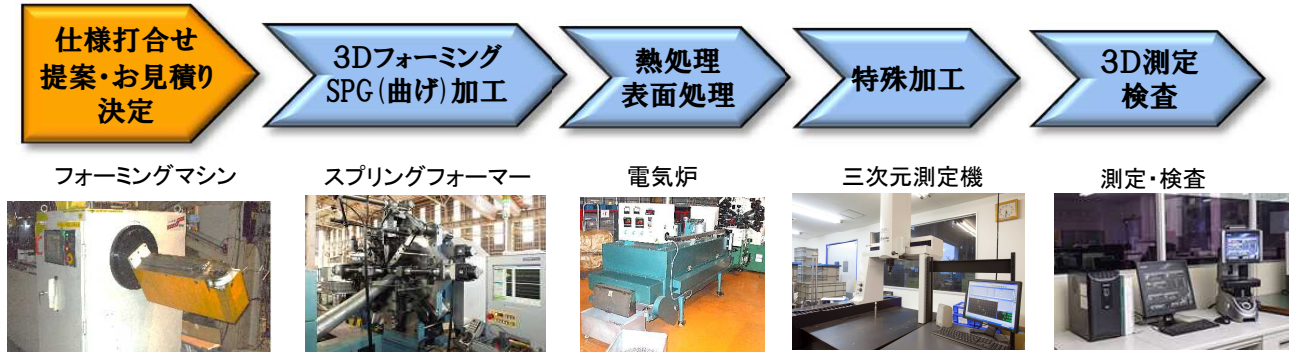 仕様打合せ
提案・お見積り
決定
3Dフォーミング
SPG(曲げ)加工
熱処理
表面処理
特殊加工
3D測定
検査
フォーミングマシン
スプリングフォーマー
電気炉
三次元測定機
測定・検査